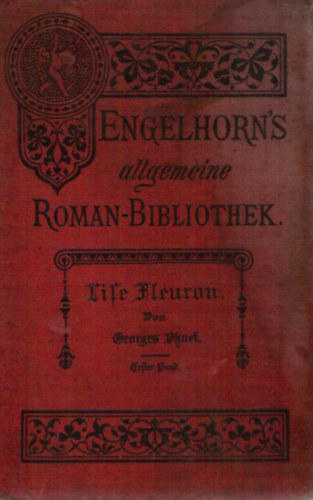 ENGELHORN'S
allgemeine
ROMAN-BIBLIOTHEK.
Liſe Fleuron.
Von
Georges Ohnet.
Erſter Band.